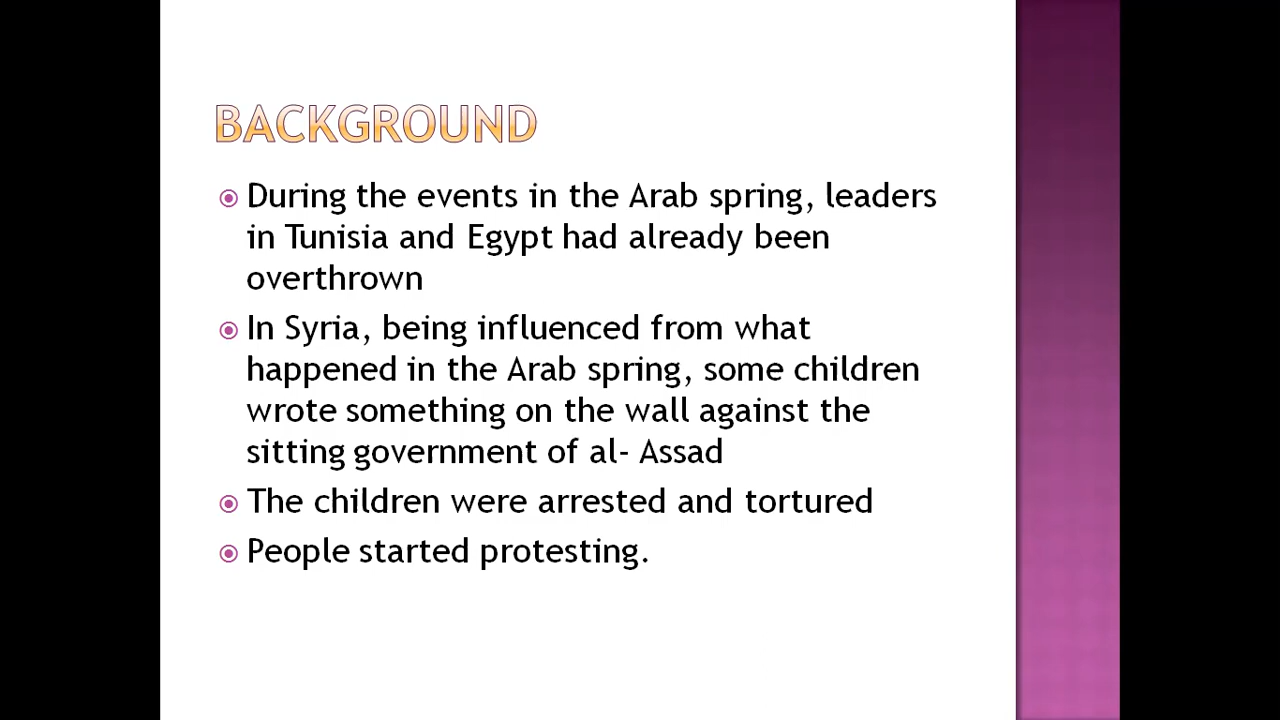 BACKGROUND
During the events in the Arab spring, leaders
in Tunisia and Egypt had already been
overthrown
In Syria, being influenced from what
happened in the Arab spring, some children
wrote something on the wall against the
sitting government of al- Assad
The children were arrested and tortured
People started protesting.